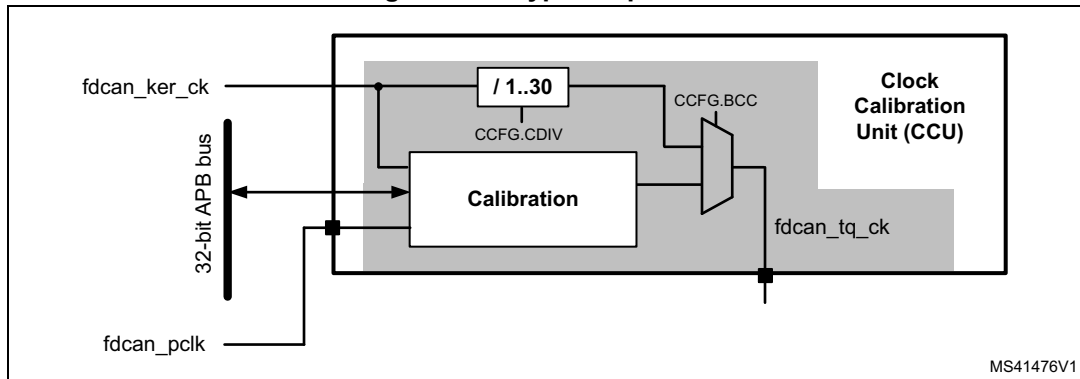 fdcan_ker_ck
/ 1..30
CCFG.CDIV
CCFG.BCC
Clock
Calibration
Unit (CCU)
32-bit APB bus
Calibration
fdcan_tq_ck
fdcan_pclk
MS41476V1